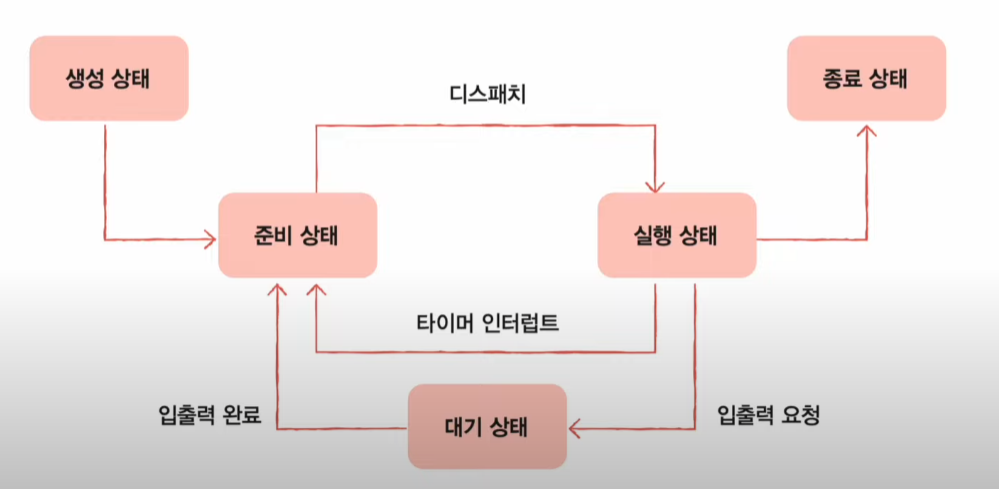 생성 상태
종료 상태
디스패치
준비 상태
실행 상태
타이머 인터럽트
입출력 완료
대기 상태
입출력 요청